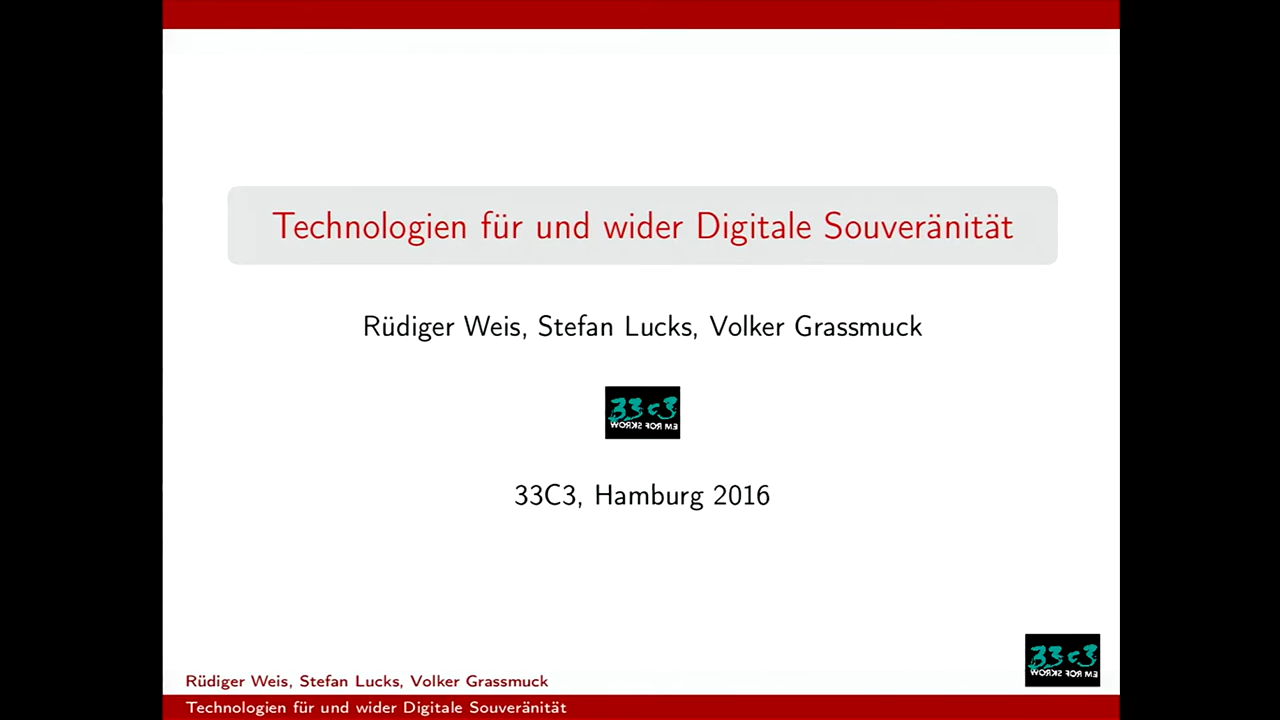 Technologien für und wider Digitale Souveränität
Rüdiger Weis, Stefan Lucks, Volker Grassmuck
33C3
WORKS FOR ME
33C3, Hamburg 2016
33C3
WORKS FOR ME
Rüdiger Weis, Stefan Lucks, Volker Grassmuck
Technologien für und wider Digitale Souveränität